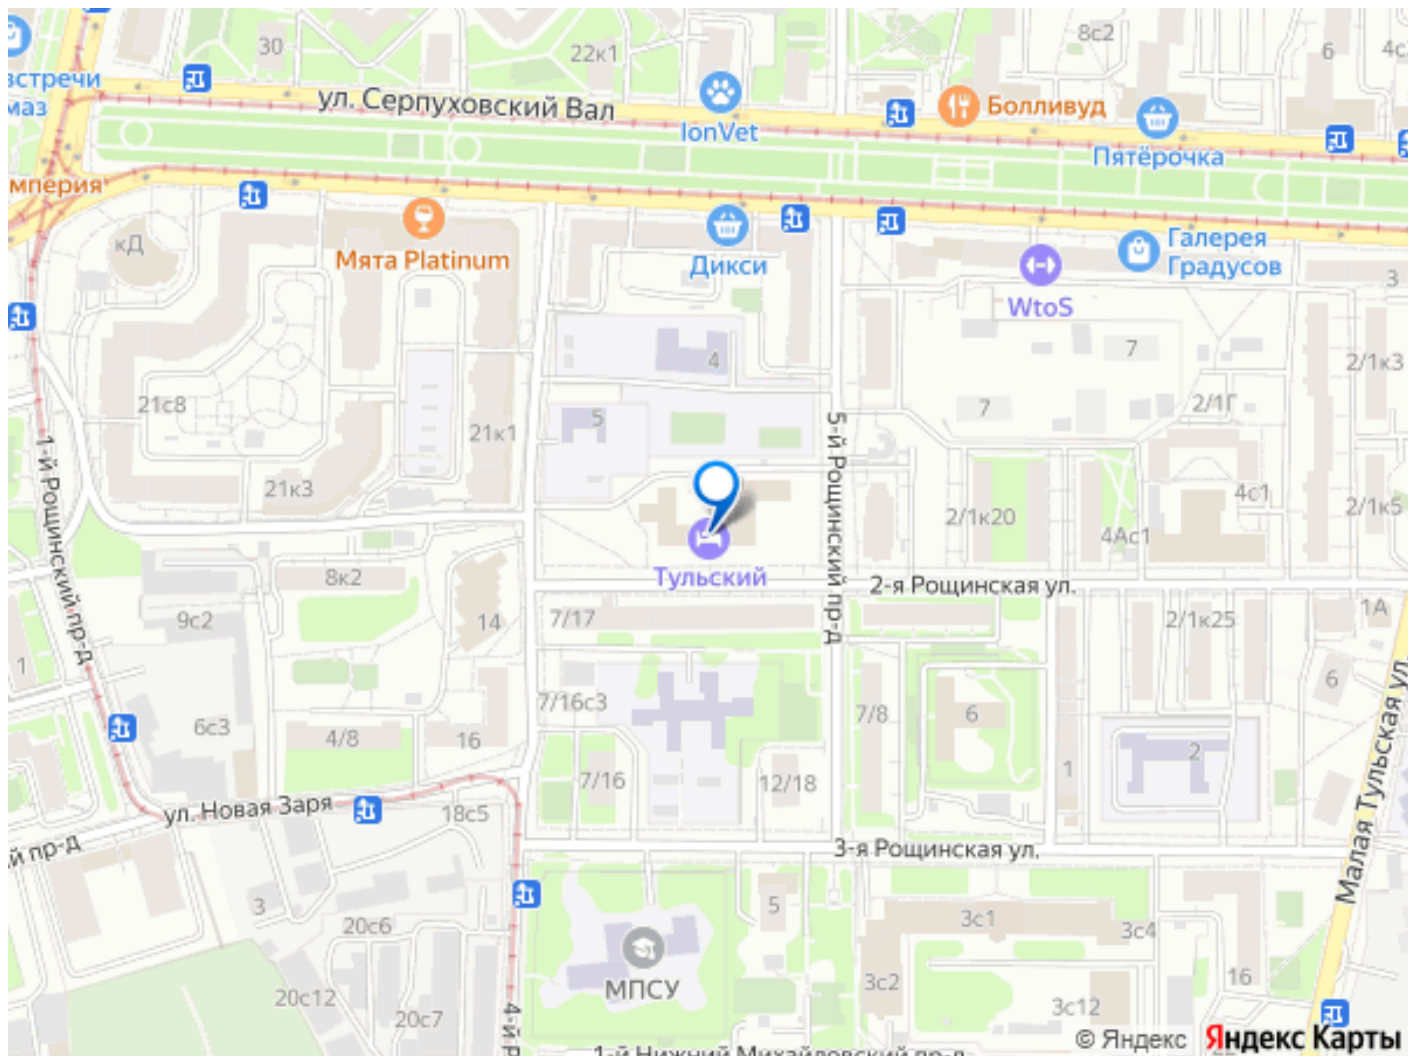 30
22к1
8с2
6
4с
встречи
маз
ул. Серпуховский Вал
IonVet
Болливуд
Пятёрочка
мперия
кД
Мята Platinum
Дикси
Галерея
Градусов
WtoS
3
4
7
2/1к3
21с8
5
21к1
7
2/1Г
1-й Рощинский пр-д
5-й Рощинский пр-д
21к3
2/1к20
4с1
4Ас1
2/1к5
Тульский
8к2
2-я Рощинская ул.
9с2
14
7/17
2/1к25
1А
1
6
7/16с3
7/8
6
6с3
4/8
16
2
7/16
12/18
1
Малая Тульская ул.
ул. Новая Заря
18с5
й пр-д
3-я Рощинская ул.
3
20с6
5
3с1
3с4
МПСУ
3с2
16
20с12
20с7
4-й Р
3с12
1-й Нижний Михайловский пр-д
© Яндекс Яндекс Карты